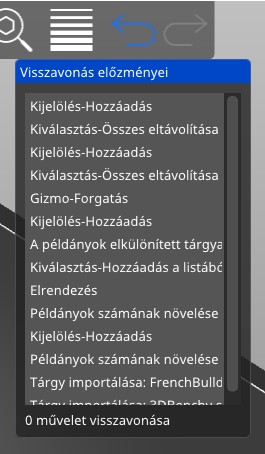 Visszavonás előzményei
Kijelölés-Hozzáadás
Kiválasztás-Összes eltávolítása
Kijelölés-Hozzáadás
Kiválasztás-Összes eltávolítása
Gizmo-Forgatás
Kijelölés-Hozzáadás
A példányok elkülönített tárgya
Kiválasztás-Hozzáadás a listábó
Elrendezés
Példányok számának növelése
Kijelölés-Hozzáadás
Példányok számának növelése
Tárgy importálása: FrenchBulld
Tárgy importálása: 3DBenchy.s
0 művelet visszavonása